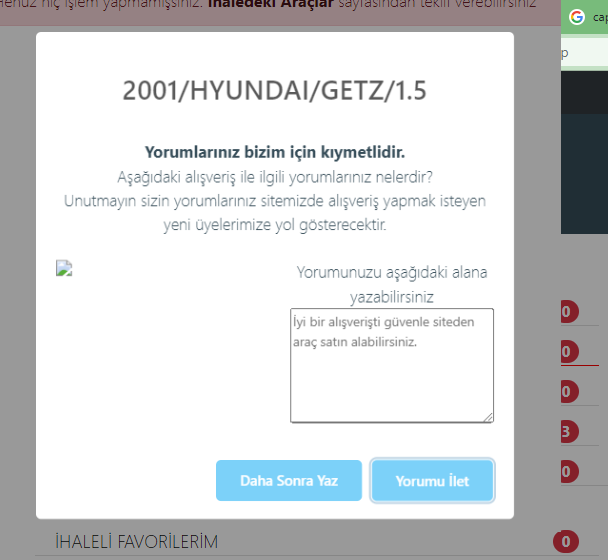 Henüz hiç işlem yapmamışsınız. İhaledeki Araçlar sayfasından teklif verebilirsiniz
cap
p
2001/HYUNDAI/GETZ/1.5
Yorumlarınız bizim için kıymetlidir.
Aşağıdaki alışveriş ile ilgili yorumlarınız nelerdir?
Unutmayın sizin yorumlarınız sitemizde alışveriş yapmak isteyen
yeni üyelerimize yol gösterecektir.
Yorumunuzu aşağıdaki alana
yazabilirsiniz
İyi bir alışverişti güvenle siteden
araç satın alabilirsiniz.
0
0
0
3
0
Daha Sonra Yaz
Yorumu İlet
İHALELİ FAVORİLERİM
0